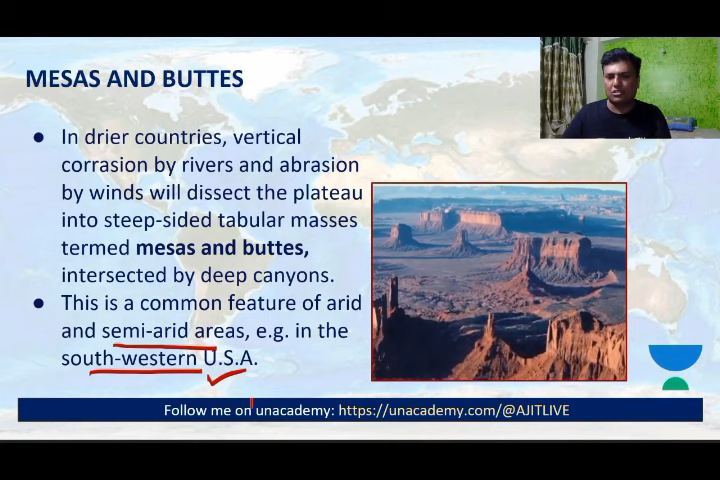 MESAS AND BUTTES
● In drier countries, vertical
corrasion by rivers and abrasion
by winds will dissect the plateau
into steep-sided tabular masses
termed mesas and buttes,
intersected by deep canyons.
● This is a common feature of arid
and semi-arid areas, e.g. in the
south-western U.S.A.
Follow me on unacademy: https://unacademy.com/@AJITLIVE